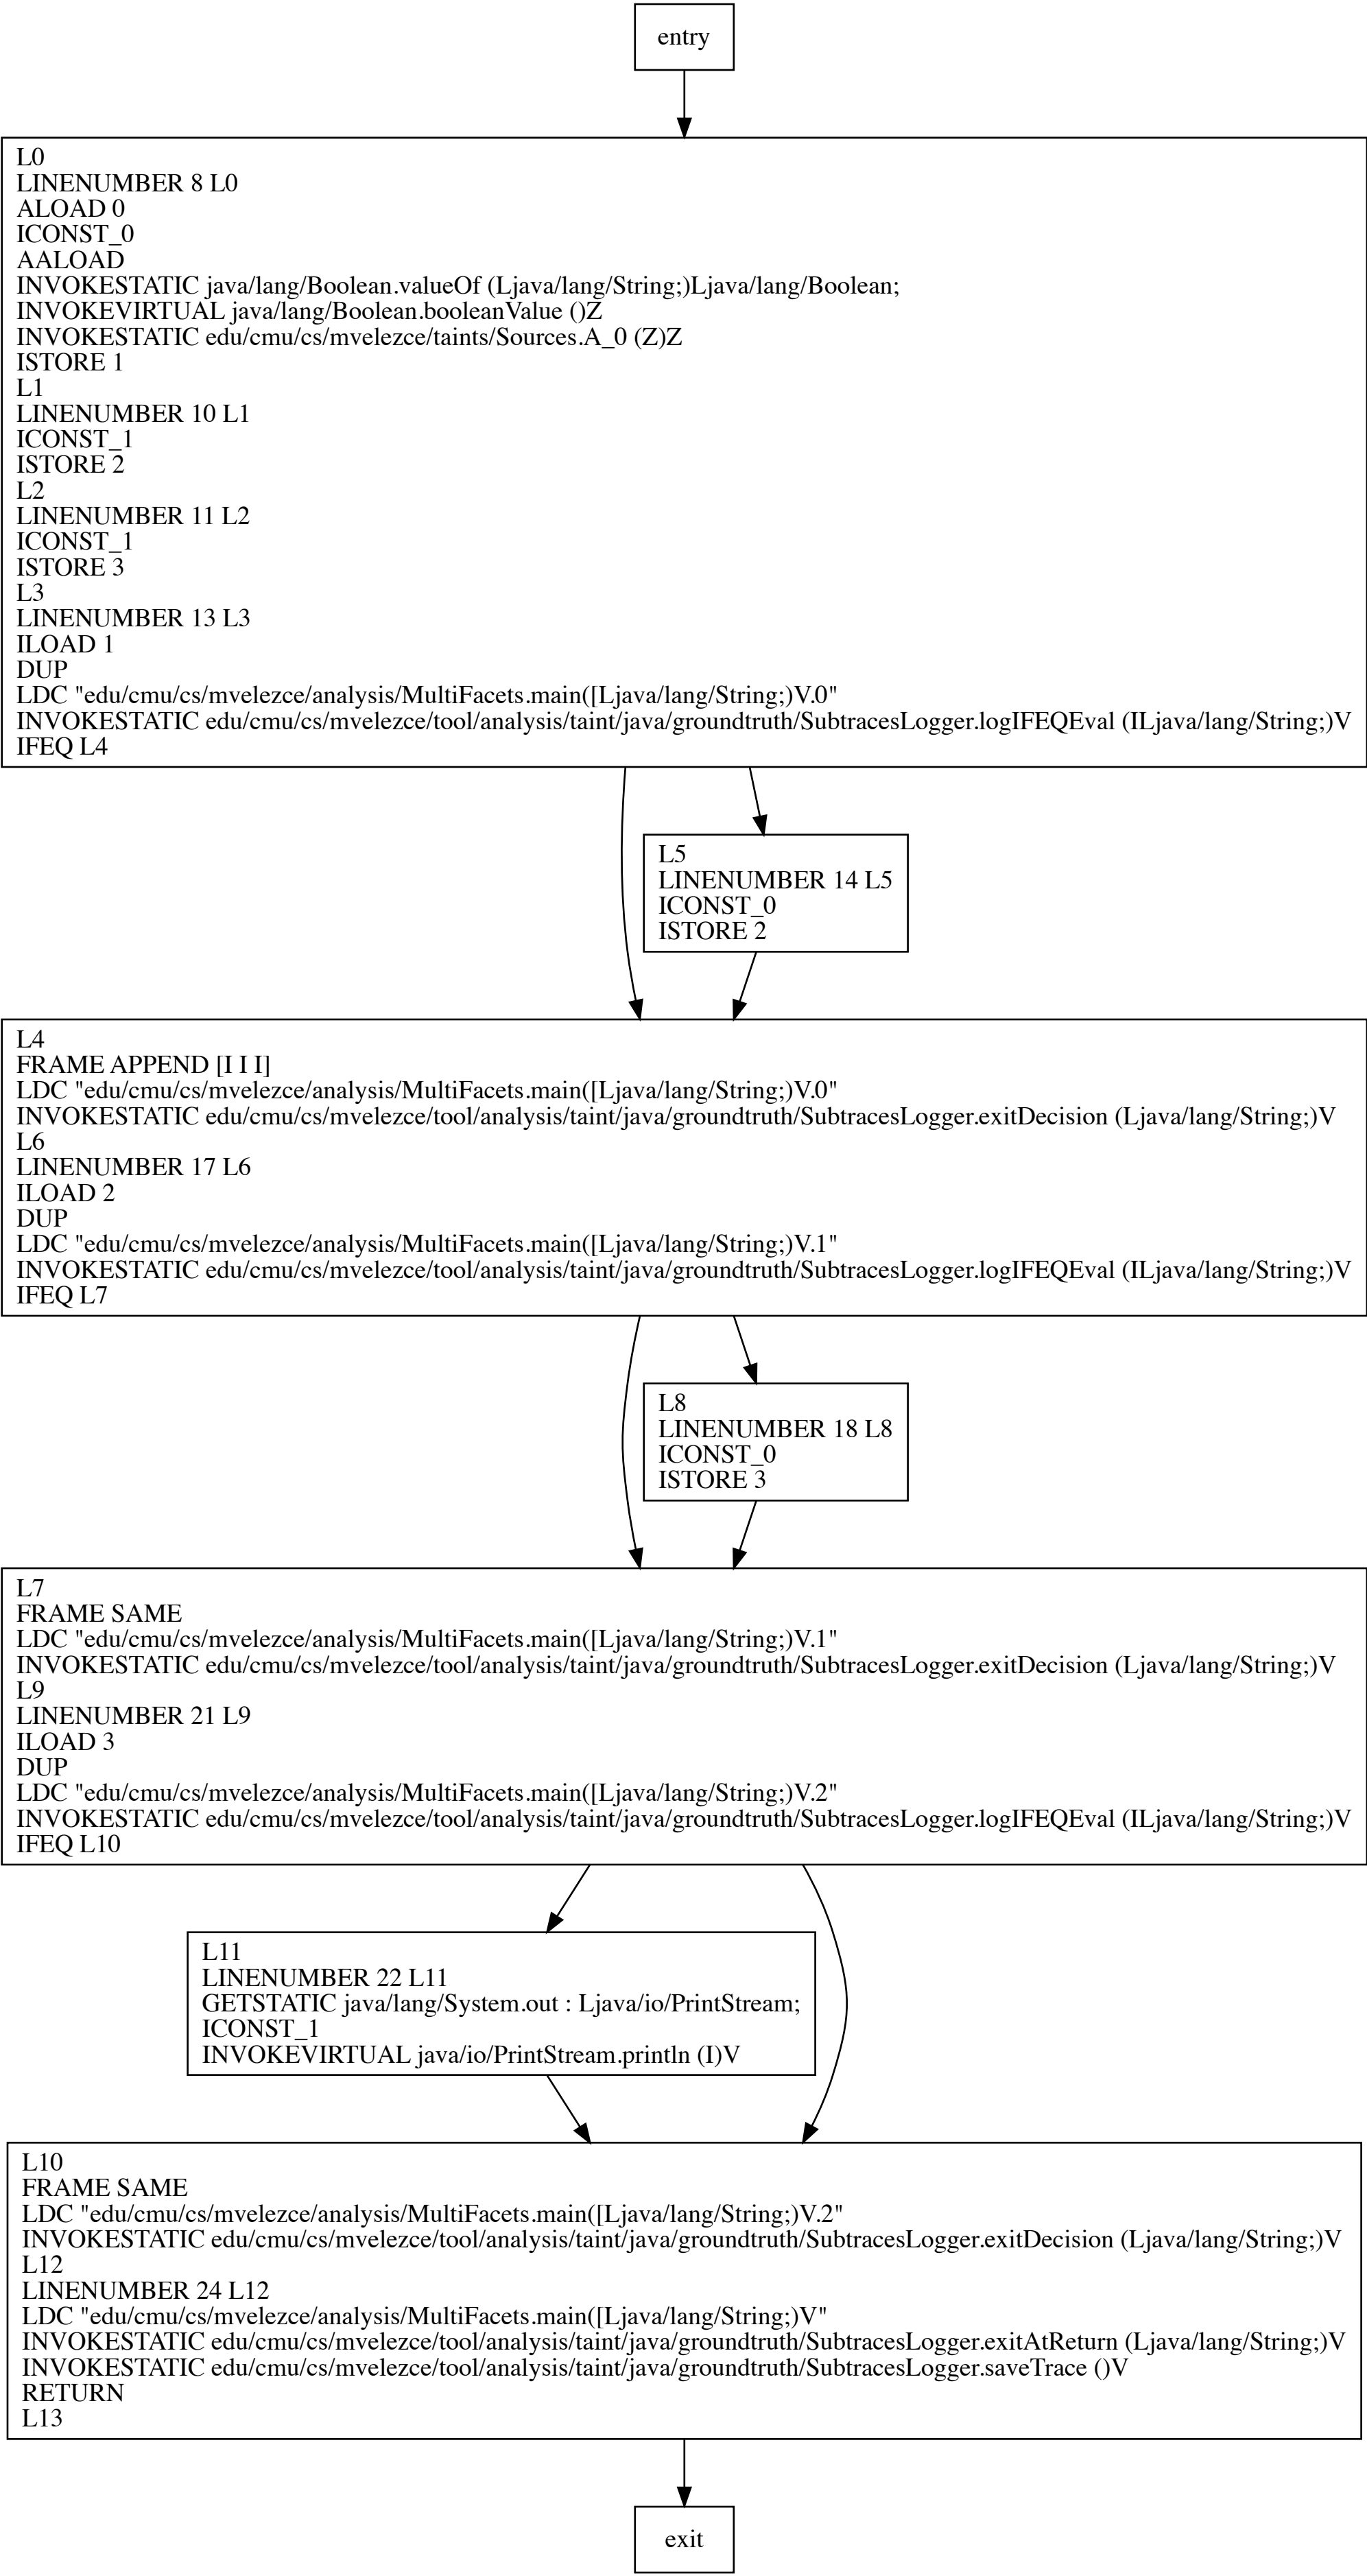 entry
L0
LINENUMBER 8 L0
ALOAD 0
ICONST_0
AALOAD
INVOKESTATIC java/lang/Boolean.valueOf (Ljava/lang/String;)Ljava/lang/Boolean;
INVOKEVIRTUAL java/lang/Boolean.booleanValue ()Z
INVOKESTATIC edu/cmu/cs/mvelezce/taints/Sources.A_0 (Z)Z
ISTORE 1
L1
LINENUMBER 10 L1
ICONST_1
ISTORE 2
L2
LINENUMBER 11 L2
ICONST_1
ISTORE 3
L3
LINENUMBER 13 L3
ILOAD 1
DUP
LDC "edu/cmu/cs/mvelezce/analysis/MultiFacets.main([Ljava/lang/String;)V.0"
INVOKESTATIC edu/cmu/cs/mvelezce/tool/analysis/taint/java/groundtruth/SubtracesLogger.logIFEQEval (ILjava/lang/String;)V
IFEQ L4
L5
LINENUMBER 14 L5
ICONST_0
ISTORE 2
L4
FRAME APPEND [I I I]
LDC "edu/cmu/cs/mvelezce/analysis/MultiFacets.main([Ljava/lang/String;)V.0"
INVOKESTATIC edu/cmu/cs/mvelezce/tool/analysis/taint/java/groundtruth/SubtracesLogger.exitDecision (Ljava/lang/String;)V
L6
LINENUMBER 17 L6
ILOAD 2
DUP
LDC "edu/cmu/cs/mvelezce/analysis/MultiFacets.main([Ljava/lang/String;)V.1"
INVOKESTATIC edu/cmu/cs/mvelezce/tool/analysis/taint/java/groundtruth/SubtracesLogger.logIFEQEval (ILjava/lang/String;)V
IFEQ L7
L8
LINENUMBER 18 L8
ICONST_0
ISTORE 3
L7
FRAME SAME
LDC "edu/cmu/cs/mvelezce/analysis/MultiFacets.main([Ljava/lang/String;)V.1"
INVOKESTATIC edu/cmu/cs/mvelezce/tool/analysis/taint/java/groundtruth/SubtracesLogger.exitDecision (Ljava/lang/String;)V
L9
LINENUMBER 21 L9
ILOAD 3
DUP
LDC "edu/cmu/cs/mvelezce/analysis/MultiFacets.main([Ljava/lang/String;)V.2"
INVOKESTATIC edu/cmu/cs/mvelezce/tool/analysis/taint/java/groundtruth/SubtracesLogger.logIFEQEval (ILjava/lang/String;)V
IFEQ L10
L11
LINENUMBER 22 L11
GETSTATIC java/lang/System.out : Ljava/io/PrintStream;
ICONST_1
INVOKEVIRTUAL java/io/PrintStream.println (I)V
L10
FRAME SAME
LDC "edu/cmu/cs/mvelezce/analysis/MultiFacets.main([Ljava/lang/String;)V.2"
INVOKESTATIC edu/cmu/cs/mvelezce/tool/analysis/taint/java/groundtruth/SubtracesLogger.exitDecision (Ljava/lang/String;)V
L12
LINENUMBER 24 L12
LDC "edu/cmu/cs/mvelezce/analysis/MultiFacets.main([Ljava/lang/String;)V"
INVOKESTATIC edu/cmu/cs/mvelezce/tool/analysis/taint/java/groundtruth/SubtracesLogger.exitAtReturn (Ljava/lang/String;)V
INVOKESTATIC edu/cmu/cs/mvelezce/tool/analysis/taint/java/groundtruth/SubtracesLogger.saveTrace ()V
RETURN
L13
exit